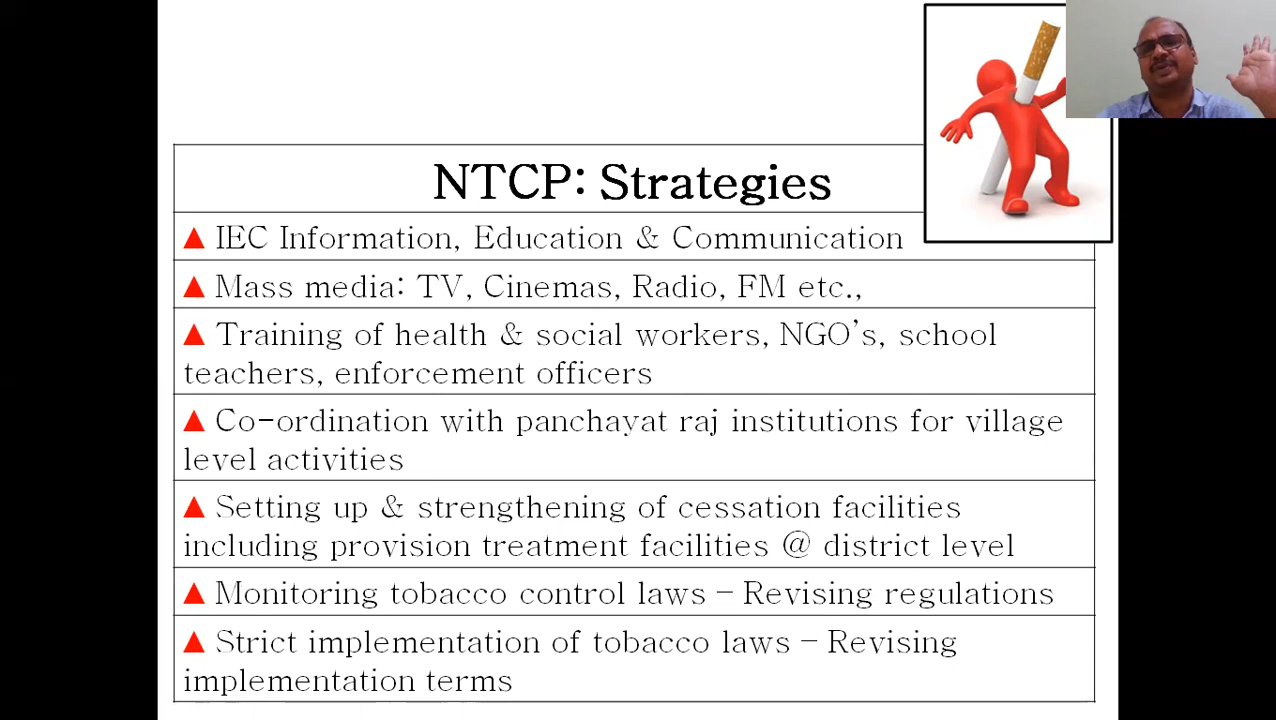 NTCP: Strategies
▲ IEC Information, Education & Communication
▲ Mass media: TV, Cinemas, Radio, FM etc.,
▲ Training of health & social workers, NGO's, school
teachers, enforcement officers
▲ Co-ordination with panchayat raj institutions for village
level activities
▲ Setting up & strengthening of cessation facilities
including provision treatment facilities @ district level
▲ Monitoring tobacco control laws – Revising regulations
▲ Strict implementation of tobacco laws – Revising
implementation terms